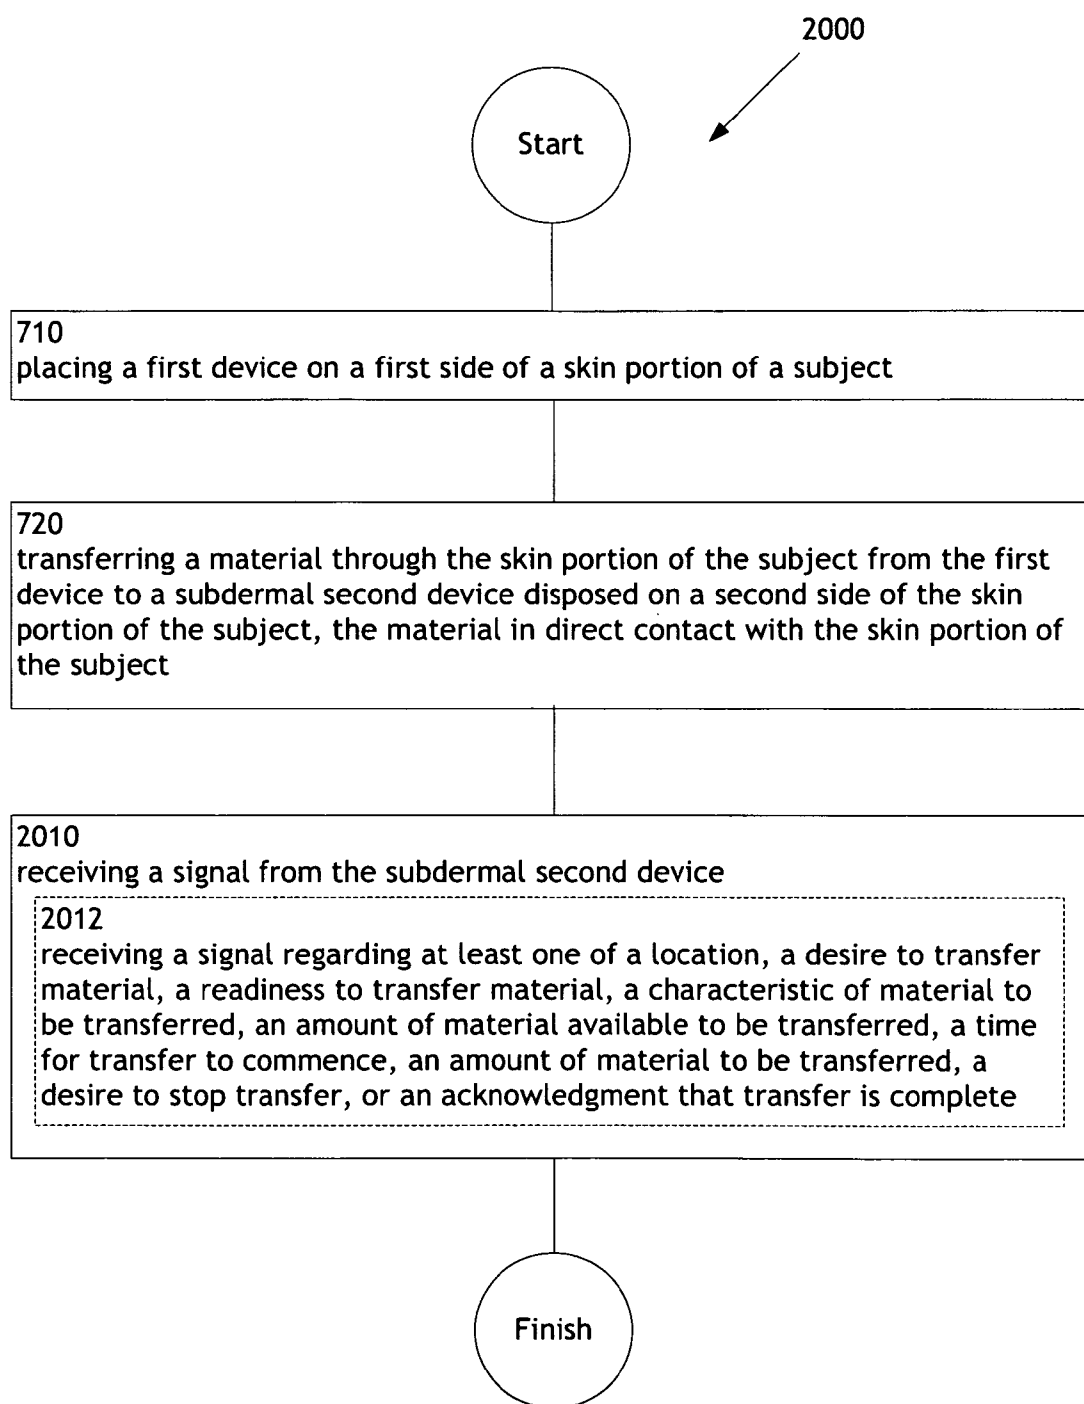 2000
Start
710
placing a first device on a first side of a skin portion of a subject
720
transferring a material through the skin portion of the subject from the first
device to a subdermal second device disposed on a second side of the skin
portion of the subject, the material in direct contact with the skin portion of
the subject
2010
receiving a signal from the subdermal second device
2012
receiving a signal regarding at least one of a location, a desire to transfer
material, a readiness to transfer material, a characteristic of material to
be transferred, an amount of material available to be transferred, a time
for transfer to commence, an amount of material to be transferred, a
desire to stop transfer, or an acknowledgment that transfer is complete
Finish